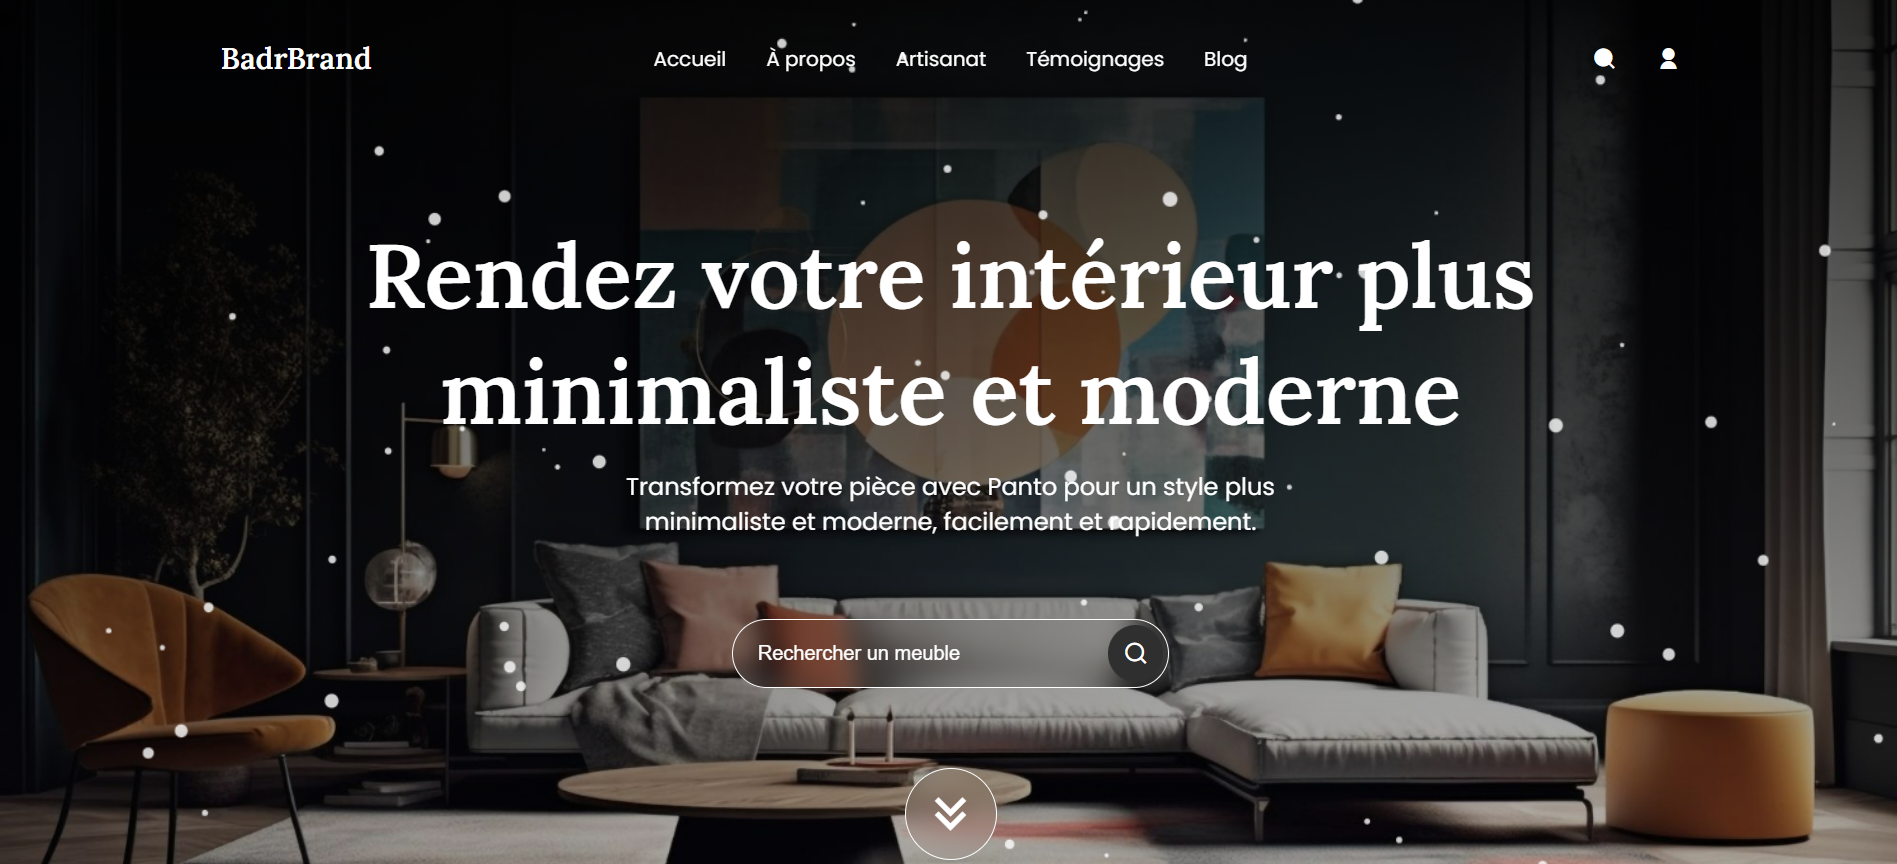 BadrBrand
Accueil
À propos
Artisanat
Témoignages
Blog
Rendez votre intérieur plus
minimaliste et moderne
Transformez votre pièce avec Panto pour un style plus
minimaliste et moderne, facilement et rapidement.
Rechercher un meuble